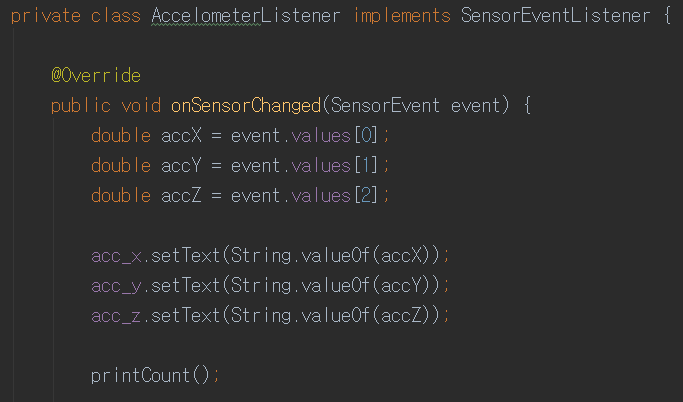 private class AccelometerListener implements SensorEventListener {
@Override
public void onSensorChanged(SensorEvent event) {
double accX = event.values[0];
double accY = event.values[1];
double accZ = event.values[2];
acc_x.setText(String.valueOf(accX));
acc_y.setText(String.valueOf(accY));
acc_z.setText(String.valueOf(accZ));
printCount();